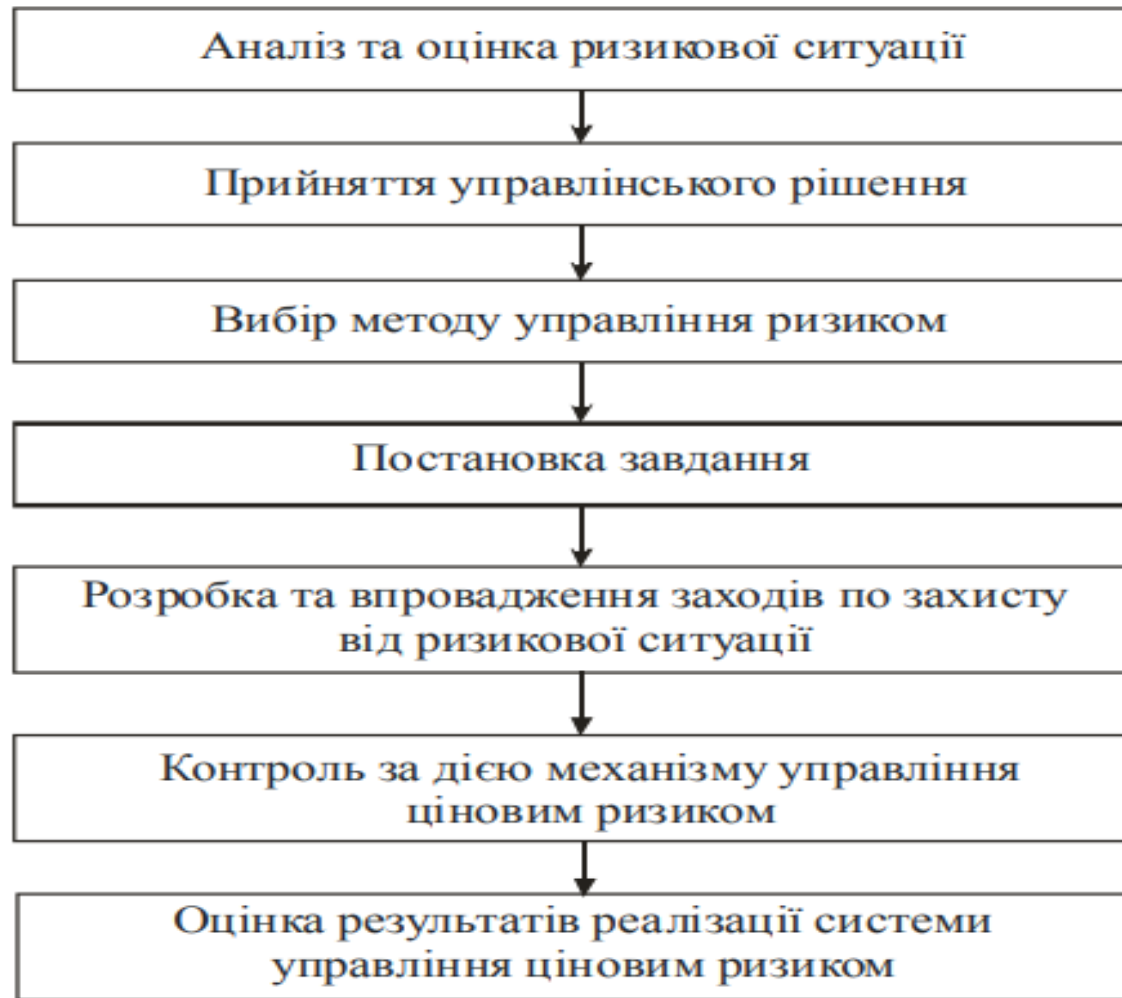 Аналіз та оцінка ризикової ситуації
Прийняття управлінського рішення
Вибір методу управління ризиком
Постановка завдання
Розробка та впровадження заходів по захисту
від ризикової ситуації
Контроль за дією механізму управління
ціновим ризиком
Оцінка результатів реалізації системи
управління ціновим ризиком